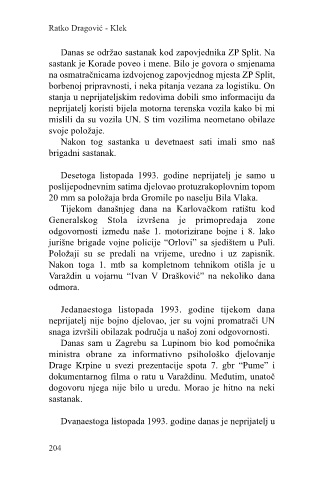 Ratko Dragović - Klek
Danas se održao sastanak kod zapovjednika ZP Split. Na
sastank je Korade poveo i mene. Bilo je govora o smjenama
na osmatračnicama izdvojenog zapovjednog mjesta ZP Split,
borbenoj pripravnosti, i neka pitanja vezana za logistiku. On
stanja u neprijateljskim redovima dobili smo informaciju da
neprijatelj koristi bijela motorna terenska vozila kako bi mi
mislili da su vozila UN. S tim vozilima neometano obilaze
svoje položaje.
Nakon tog sastanka u devetnaest sati imali smo naš
brigadni sastanak.
Desetoga listopada 1993. godine neprijatelj je samo u
poslijepodnevnim satima djelovao protuzrakoplovnim topom
20 mm sa položaja brda Gromile po naselju Bila Vlaka.
Tijekom današnjeg dana na Karlovačkom ratištu kod
Generalskog Stola izvršena je primopredaja zone
odgovornosti između naše 1. motorizirane bojne i 8. lako
jurišne brigade vojne policije “Orlovi” sa sjedištem u Puli.
Položaji su se predali na vrijeme, uredno i uz zapisnik.
Nakon toga 1. mtb sa kompletnom tehnikom otišla je u
Varaždin u vojarnu “Ivan V Drašković” na nekoliko dana
odmora.
Jedanaestoga listopada 1993. godine tijekom dana
neprijatelj nije bojno djelovao, jer su vojni promatrači UN
snaga izvršili obilazak područja u našoj zoni odgovornosti.
Danas sam u Zagrebu sa Lupinom bio kod pomoćnika
ministra obrane za informativno psihološko djelovanje
Drage Krpine u svezi prezentacije spota 7. gbr “Pume” i
dokumentarnog filma o ratu u Varaždinu. Međutim, unatoč
dogovoru njega nije bilo u uredu. Morao je hitno na neki
sastanak.
Dvanaestoga listopada 1993. godine danas je neprijatelj u
204